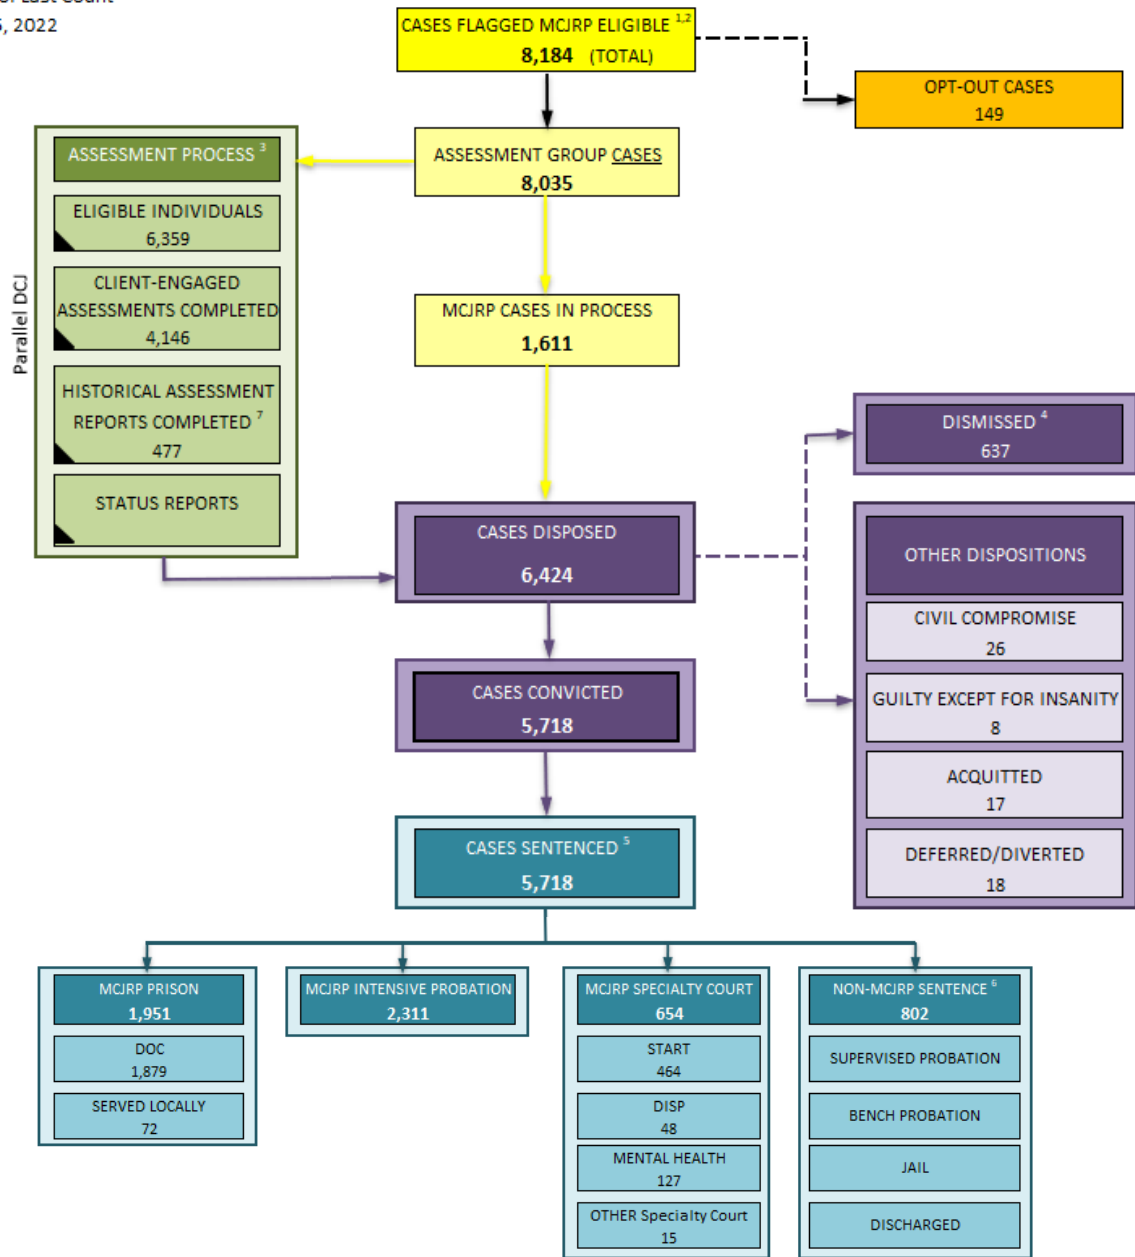 5, 2022
CASES FLAGGED MCJRP ELIGIBLE 1,2
8,184 (TOTAL)
OPT-OUT CASES
149
ASSESSMENT GROUP CASES
8,035
Parallel DCJ
ASSESSMENT PROCESS 3
ELIGIBLE INDIVIDUALS
6,359
CLIENT-ENGAGED
ASSESSMENTS COMPLETED
4,146
HISTORICAL ASSESSMENT
REPORTS COMPLETED 7
477
STATUS REPORTS
MCJRP CASES IN PROCESS
1,611
CASES DISPOSED
6,424
DISMISSED 4
637
OTHER DISPOSITIONS
CIVIL COMPROMISE
26
GUILTY EXCEPT FOR INSANITY
8
ACQUITTED
17
DEFERRED/DIVERTED
18
CASES CONVICTED
5,718
CASES SENTENCED 5
5,718
MCJRP PRISON
1,951
DOC
1,879
SERVED LOCALLY
72
MCJRP INTENSIVE PROBATION
2,311
MCJRP SPECIALTY COURT
654
START
464
DISP
48
MENTAL HEALTH
127
OTHER Specialty Court
15
NON-MCJRP SENTENCE 6
802
SUPERVISED PROBATION
BENCH PROBATION
JAIL
DISCHARGED